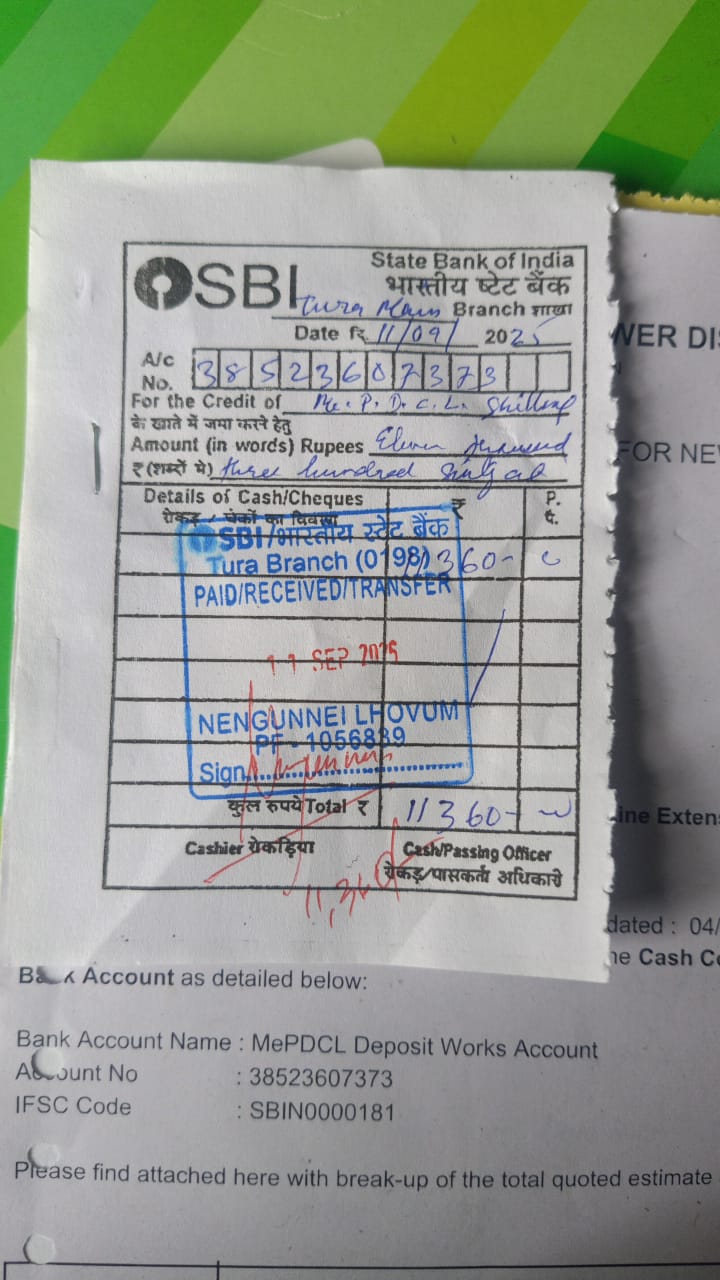 State Bank of India
SBI भारतीय ष्टेट बैंक
Tura Main Branch शाखा
Date दि 11/09/ 2025
A/c No. 38523607373
For the Credit of Me. P. D. C. L. Shillong
के खाते में जमा करने हेतु
Amount (in words) Rupees Eleven thousand
₹ (शब्दों मे) three hundred sixty
Details of Cash/Cheques ₹ P.
रोकड़ / चेकों का विवरण पै.
SBI/भारतीय स्टेट बैंक
Tura Branch (0198) 11360-
PAID/RECEIVED/TRANSFER
11 SEP 2025
NENGUNNEI LHOVUM
PF - 1056839
Sign
कुल रुपये Total ₹ 11360-
Cashier रोकड़िया Cash/Passing Officer
रोकड़/पासकर्ता अधिकारी
11,360
WER DI
FOR NE
ine Exten
dated : 04/
he Cash C
Bank Account as detailed below:
Bank Account Name : MePDCL Deposit Works Account
Account No : 38523607373
IFSC Code : SBIN0000181
Please find attached here with break-up of the total quoted estimate